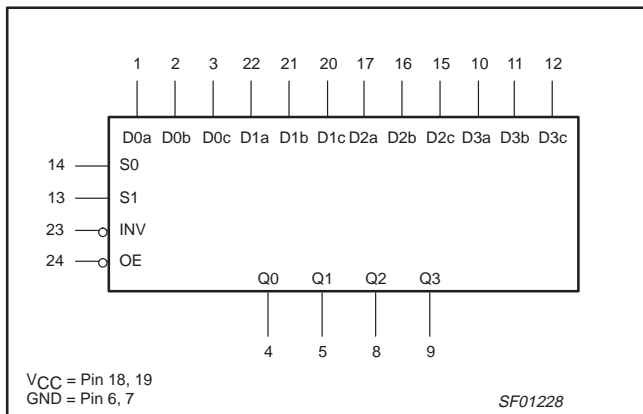 1 2 3 22 21 20 17 16 15 10 11 12
D0a D0b D0c D1a D1b D1c D2a D2b D2c D3a D3b D3c
14 S0
13 S1
23 INV
24 OE
Q0 Q1 Q2 Q3
4 5 8 9
VCC = Pin 18, 19
GND = Pin 6, 7
SF01228